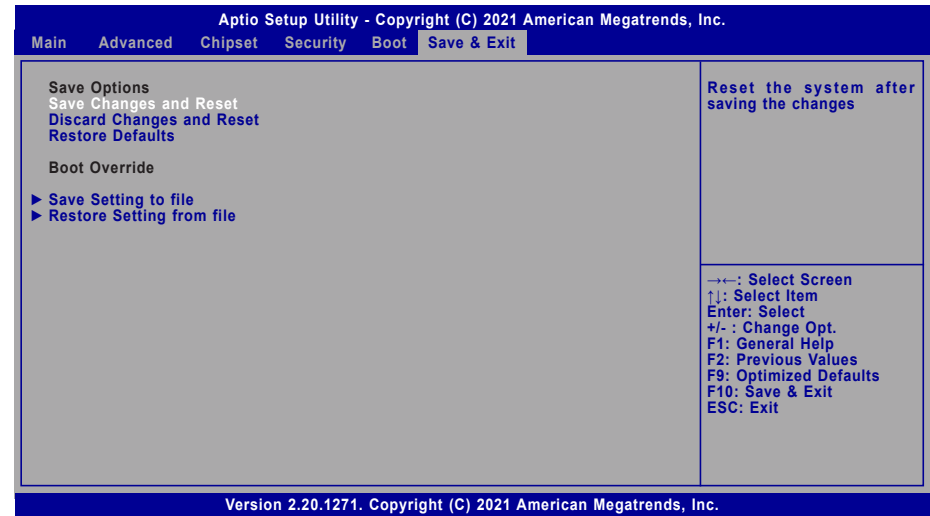 Aptio Setup Utility - Copyright (C) 2021 American Megatrends, Inc.
Main Advanced Chipset Security Boot Save & Exit
Save Options
Save Changes and Reset
Discard Changes and Reset
Restore Defaults
Boot Override
► Save Setting to file
► Restore Setting from file
Reset the system after
saving the changes
→←: Select Screen
↑↓: Select Item
Enter: Select
+/- : Change Opt.
F1: General Help
F2: Previous Values
F9: Optimized Defaults
F10: Save & Exit
ESC: Exit
Version 2.20.1271. Copyright (C) 2021 American Megatrends, Inc.